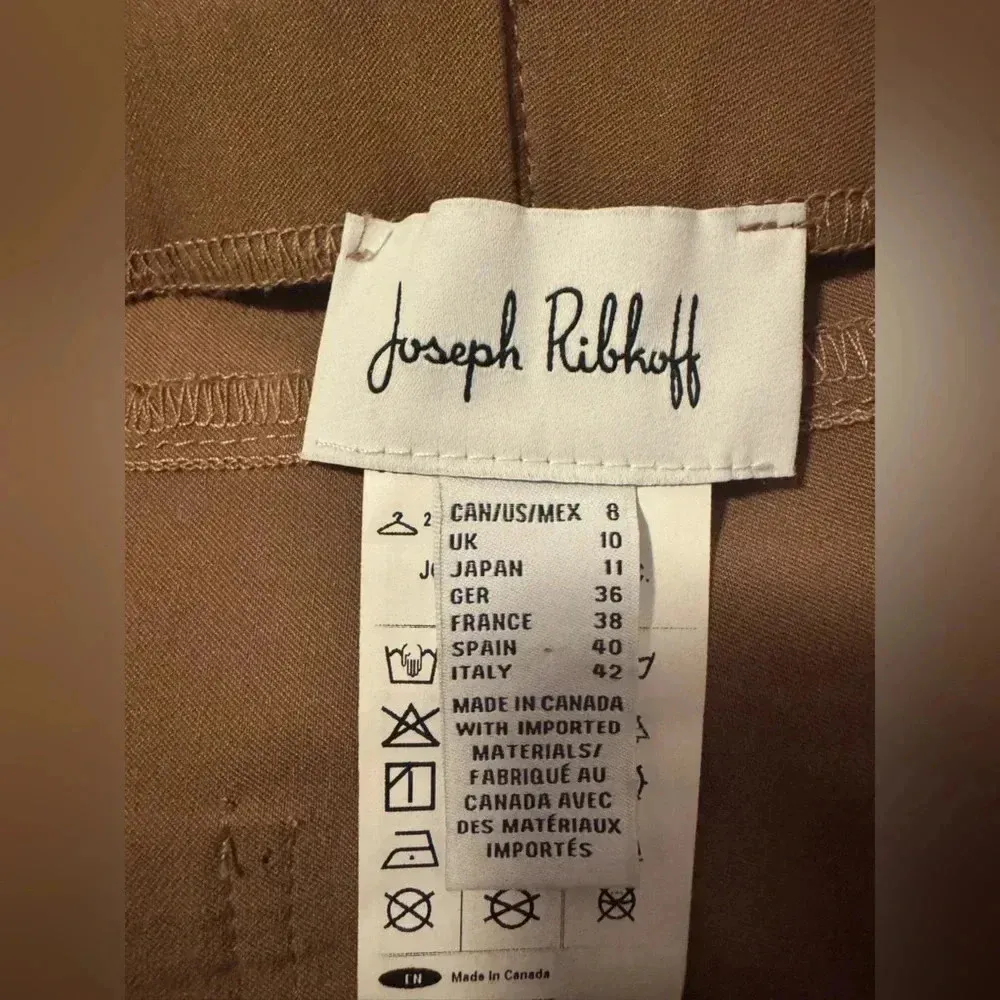 Joseph Ribkoff
2
CAN/US/MEX 8
UK 10
JAPAN 11
GER 36
FRANCE 38
SPAIN 40
ITALY 42
MADE IN CANADA
WITH IMPORTED
MATERIALS/
FABRIQUÉ AU
CANADA AVEC
DES MATÉRIAUX
IMPORTÉS
EN Made In Canada